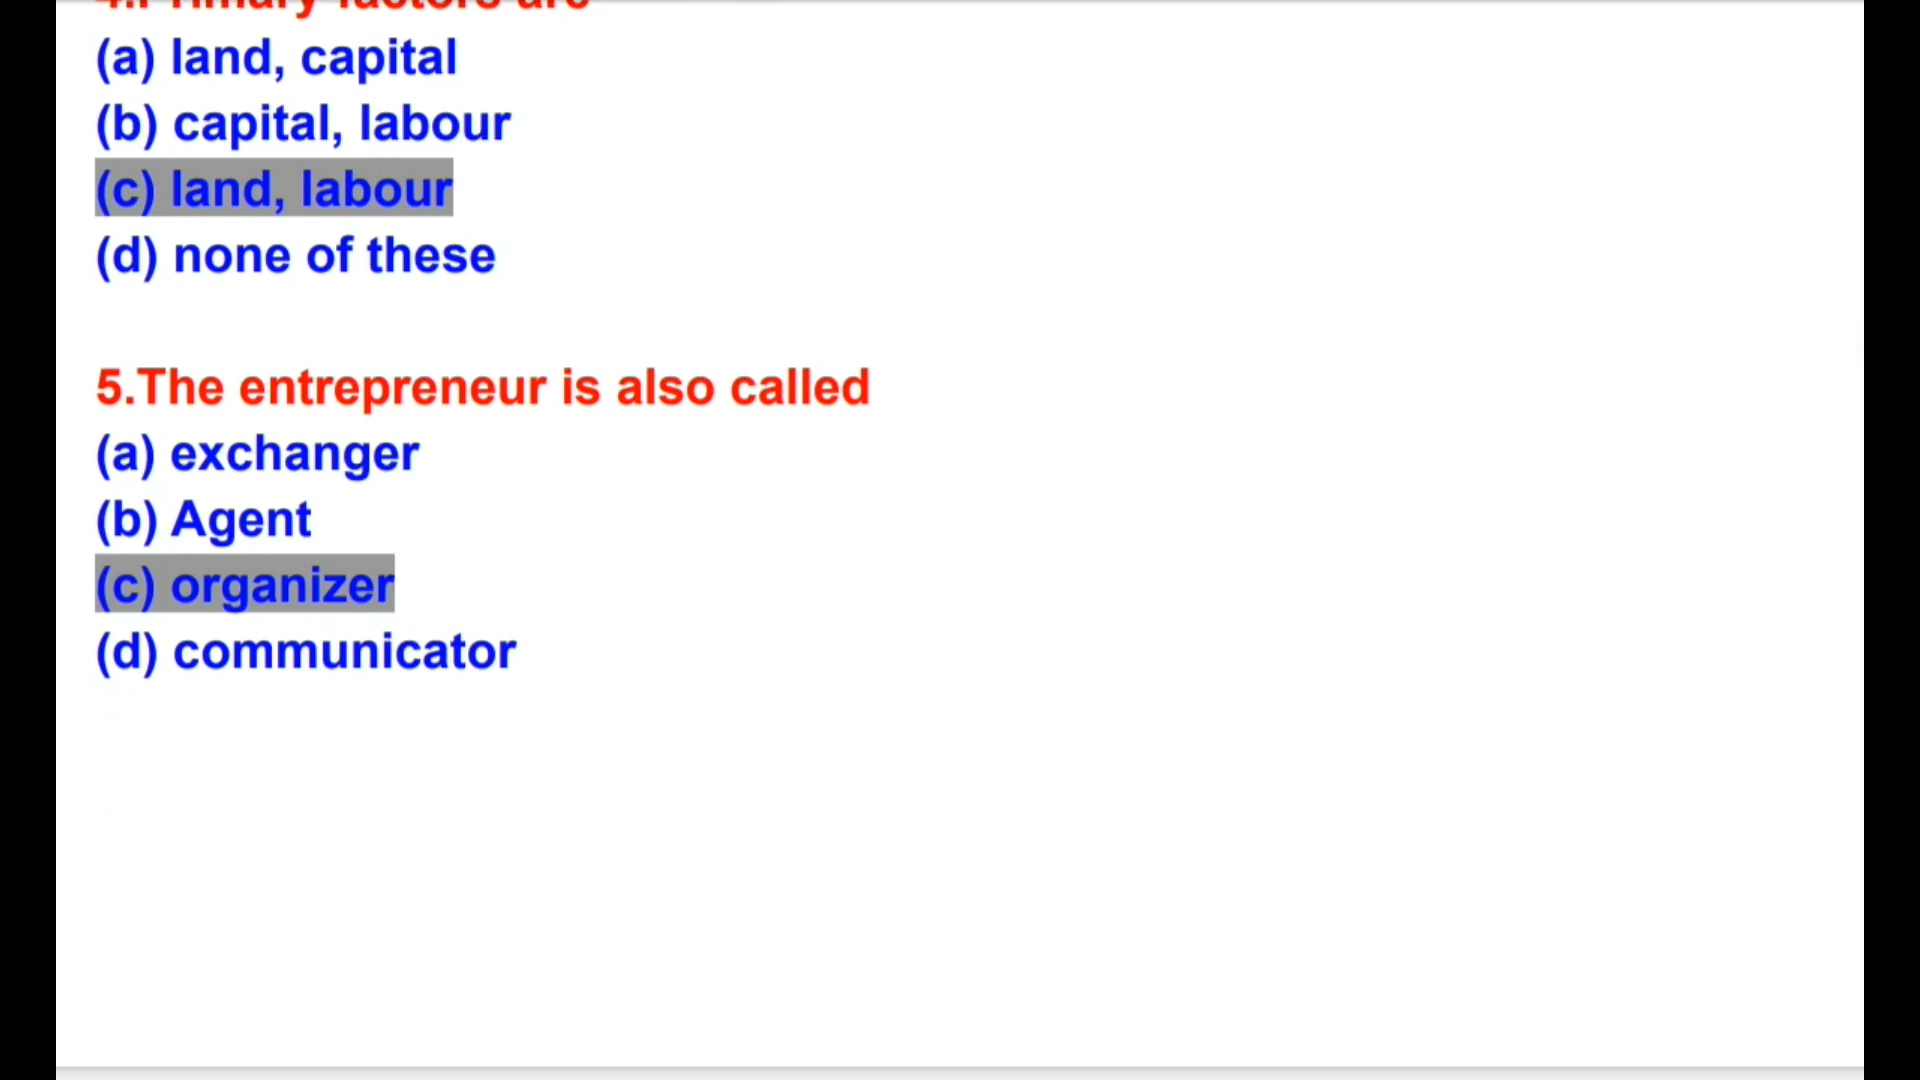 4.Primary factors are
(a) land, capital
(b) capital, labour
(c) land, labour
(d) none of these
5.The entrepreneur is also called
(a) exchanger
(b) Agent
(c) organizer
(d) communicator